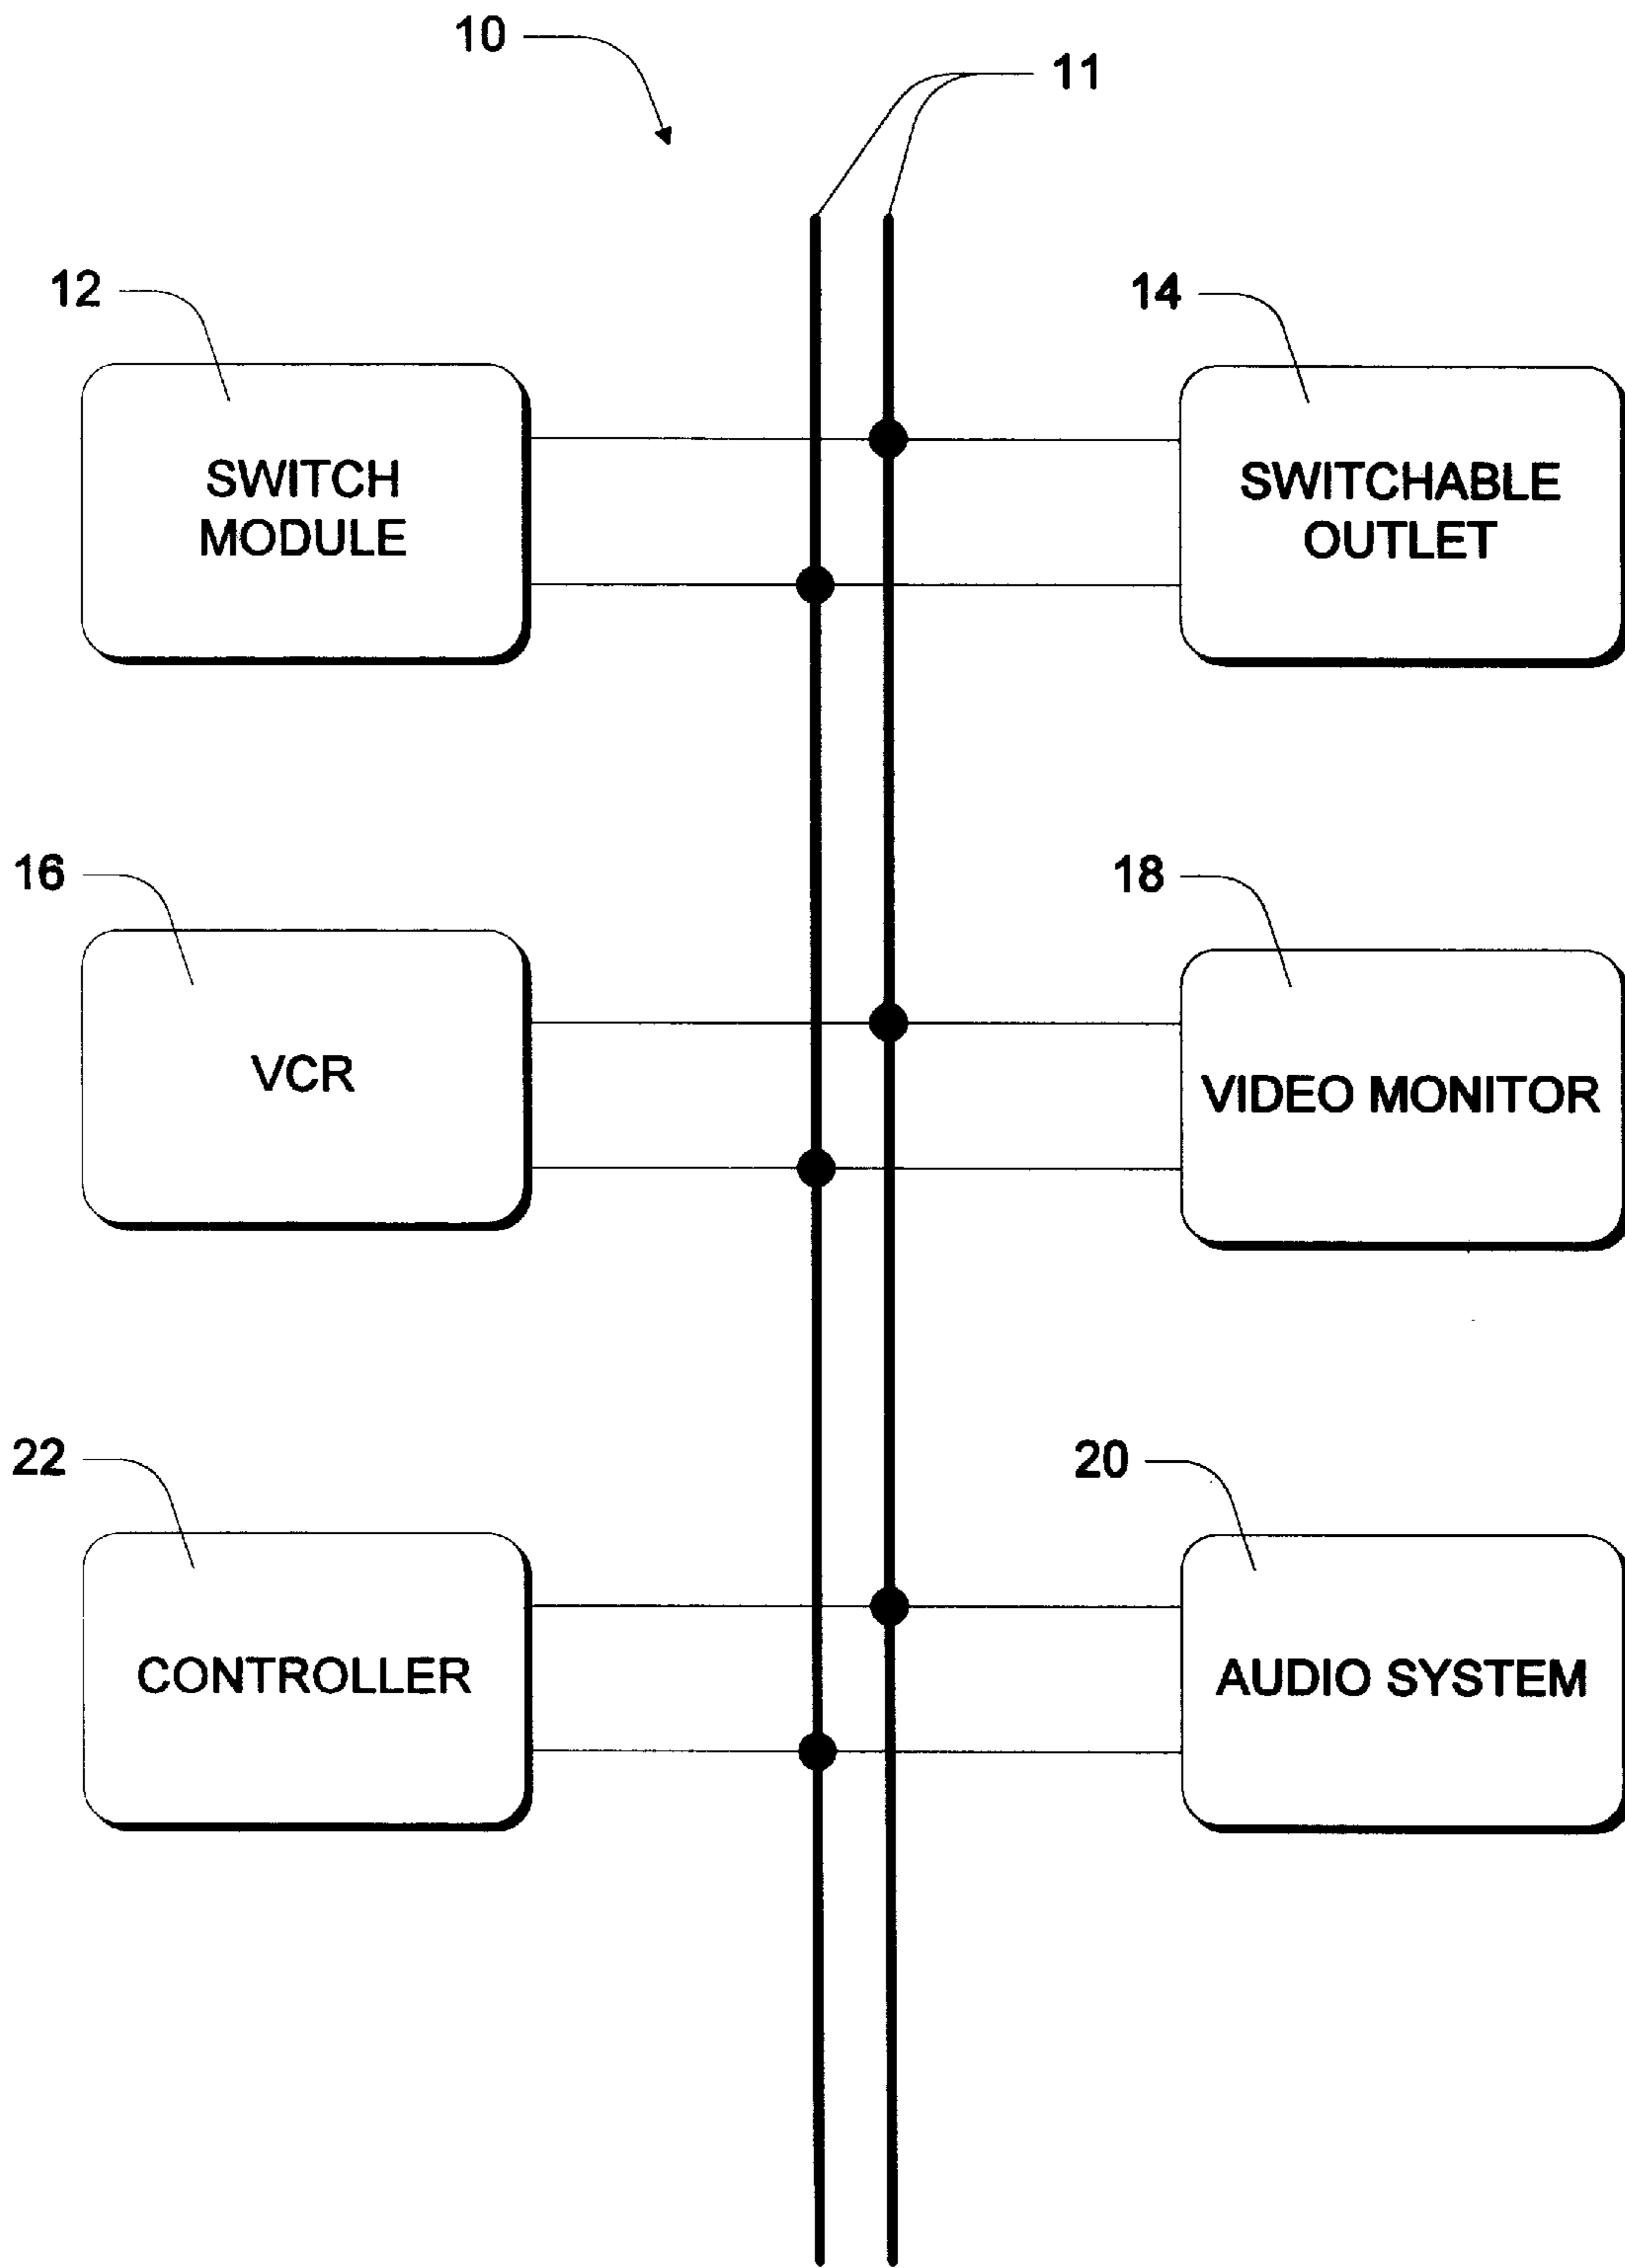 10
11
12
14
SWITCH
MODULE
SWITCHABLE
OUTLET
16
18
VCR
VIDEO MONITOR
22
20
CONTROLLER
AUDIO SYSTEM